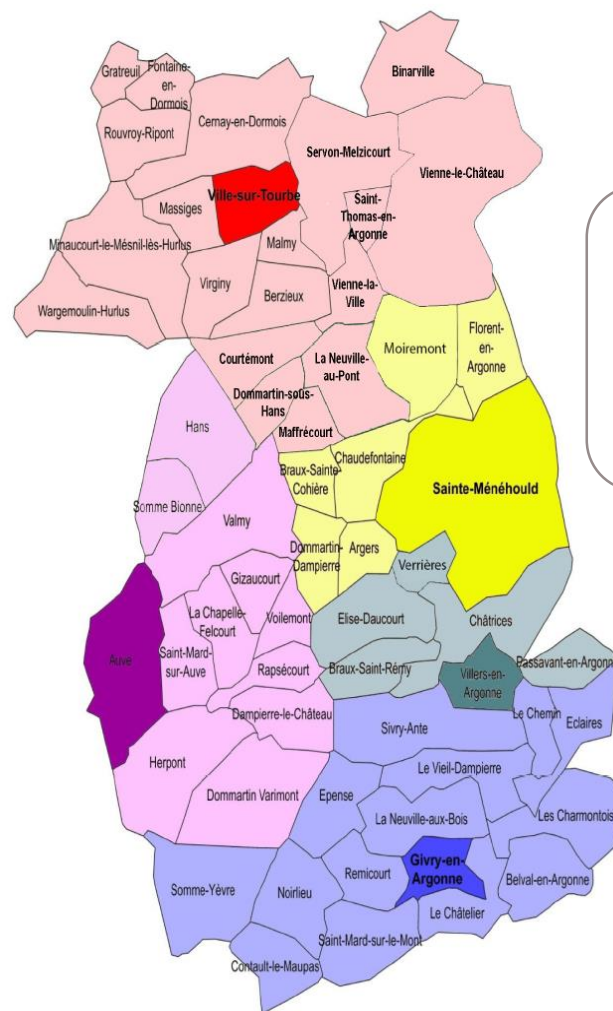 Binarville
Gratreuil
Fontaine-
en-
Dormois
Rouvroy-Ripont
Cernay-en-Dormois
Servon-Melzicourt
Vienne-le-Château
Ville-sur-Tourbe
Massiges
Saint-
Thomas-en-
Argonne
Minaucourt-le-Mésnil-lès-Hurlus
Malmy
Virginy
Berzieux
Vienne-la-
Ville
Wargemoulin-Hurlus
Moiremont
Florent-
en-
Argonne
Courtémont
La Neuville-
au-Pont
Dommartin-sous-
Hans
Maffrécourt
Hans
Braux-Sainte-
Cohière
Chaudefontaine
Sainte-Ménéhould
Somme Bionne
Valmy
Dommartin-
Dampierre
Argers
Verrières
Gizaucourt
La Chapelle-
Felcourt
Voilemont
Elise-Daucourt
Châtrices
Auve
Saint-Mard-
sur-Auve
Rapsécourt
Braux-Saint-Rémy
Villers-en-
Argonne
Passavant-en-Argonn
Dampierre-le-Château
Sivry-Ante
Le Chemin
Eclaires
Herpont
Le Vieil-Dampierre
Dommartin Varimont
Epense
La Neuville-aux-Bois
Les Charmontois
Givry-en-
Argonne
Somme-Yèvre
Noirlieu
Remicourt
Belval-en-Argonne
Le Châtelier
Saint-Mard-sur-le-Mont
Contault-le-Maupas